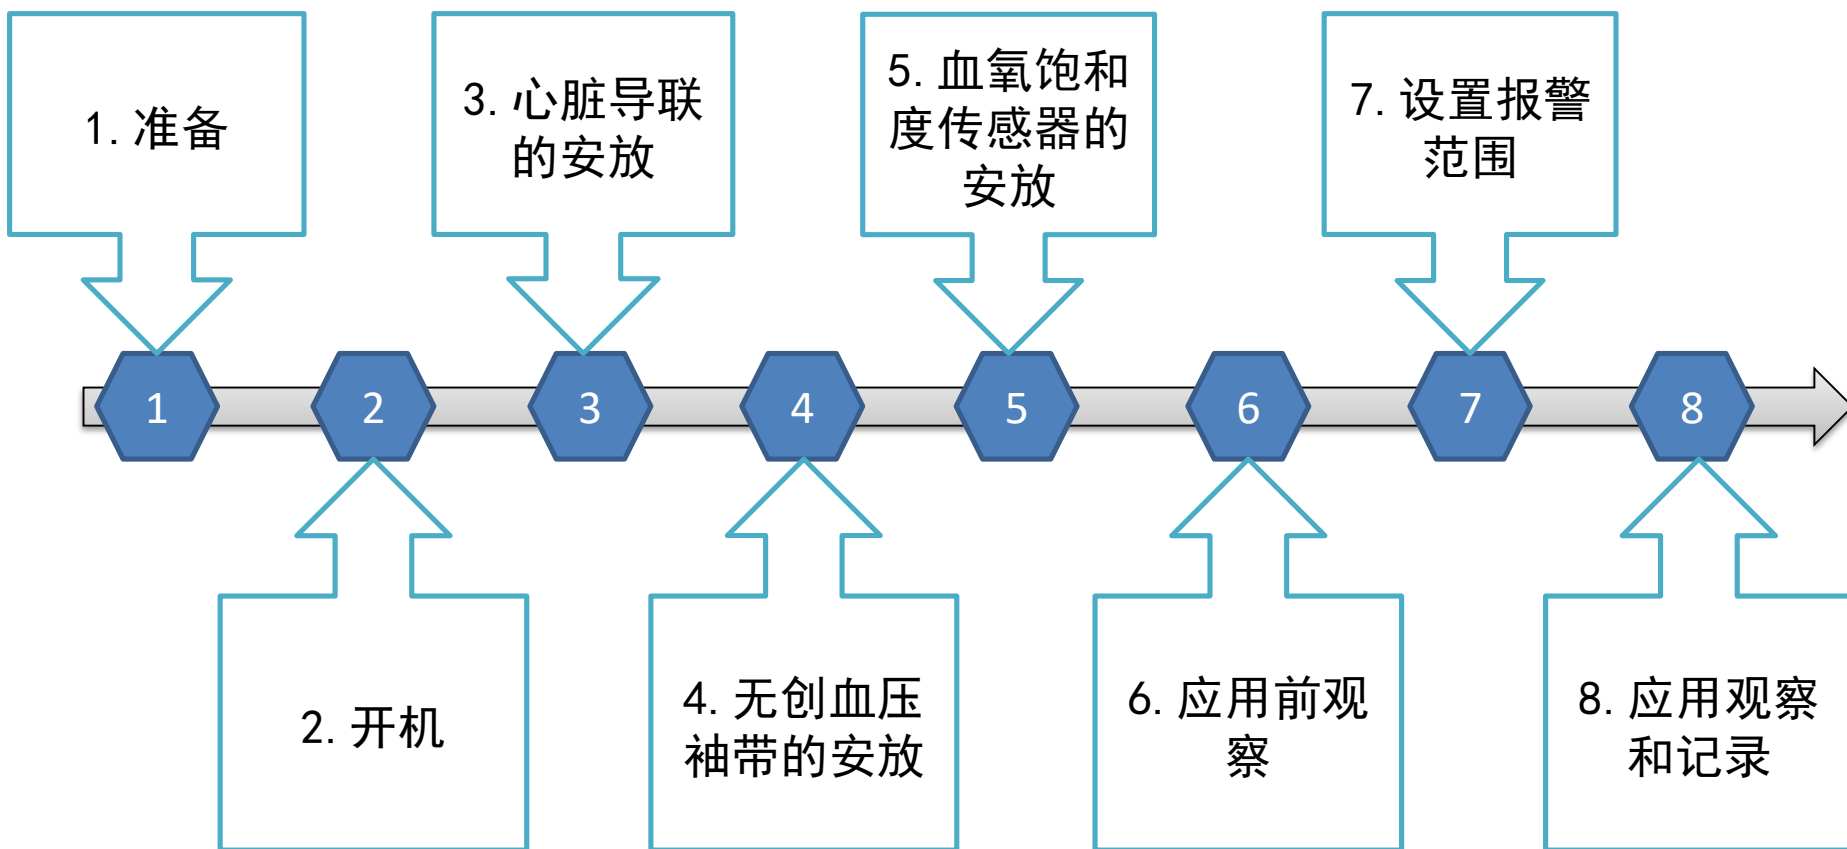 1. 准备
3. 心脏导联
的安放
5. 血氧饱和
度传感器的
安放
7. 设置报警
范围
1
2
3
4
5
6
7
8
2. 开机
4. 无创血压
袖带的安放
6. 应用前观
察
8. 应用观察
和记录